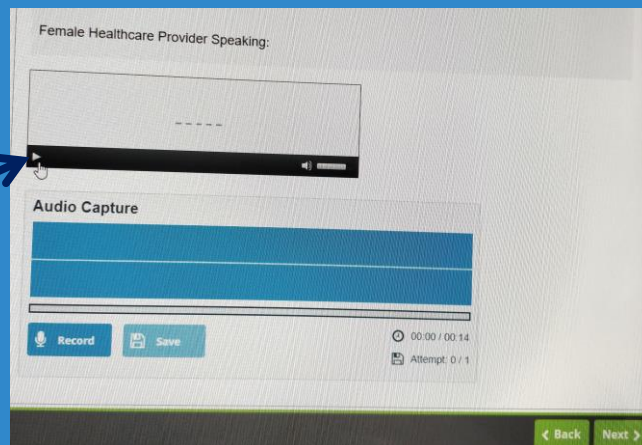 Female Healthcare Provider Speaking:
-----
Audio Capture
Record
Save
00:00 / 00:14
Attempt: 0 / 1
Back
Next